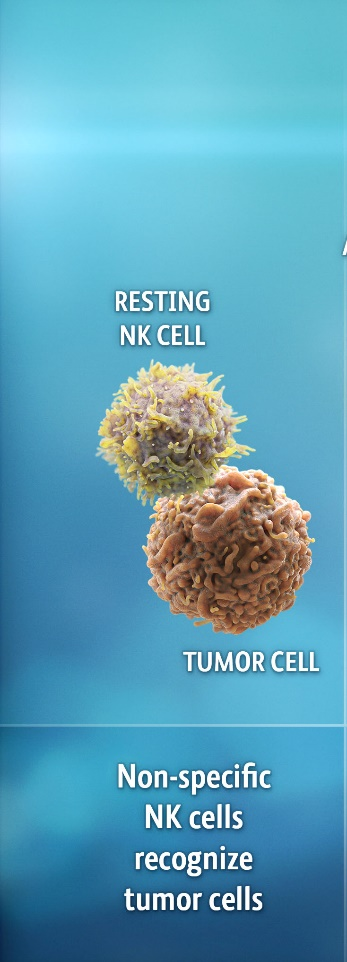 RESTING
NK CELL
TUMOR CELL
Non-specific
NK cells
recognize
tumor cells